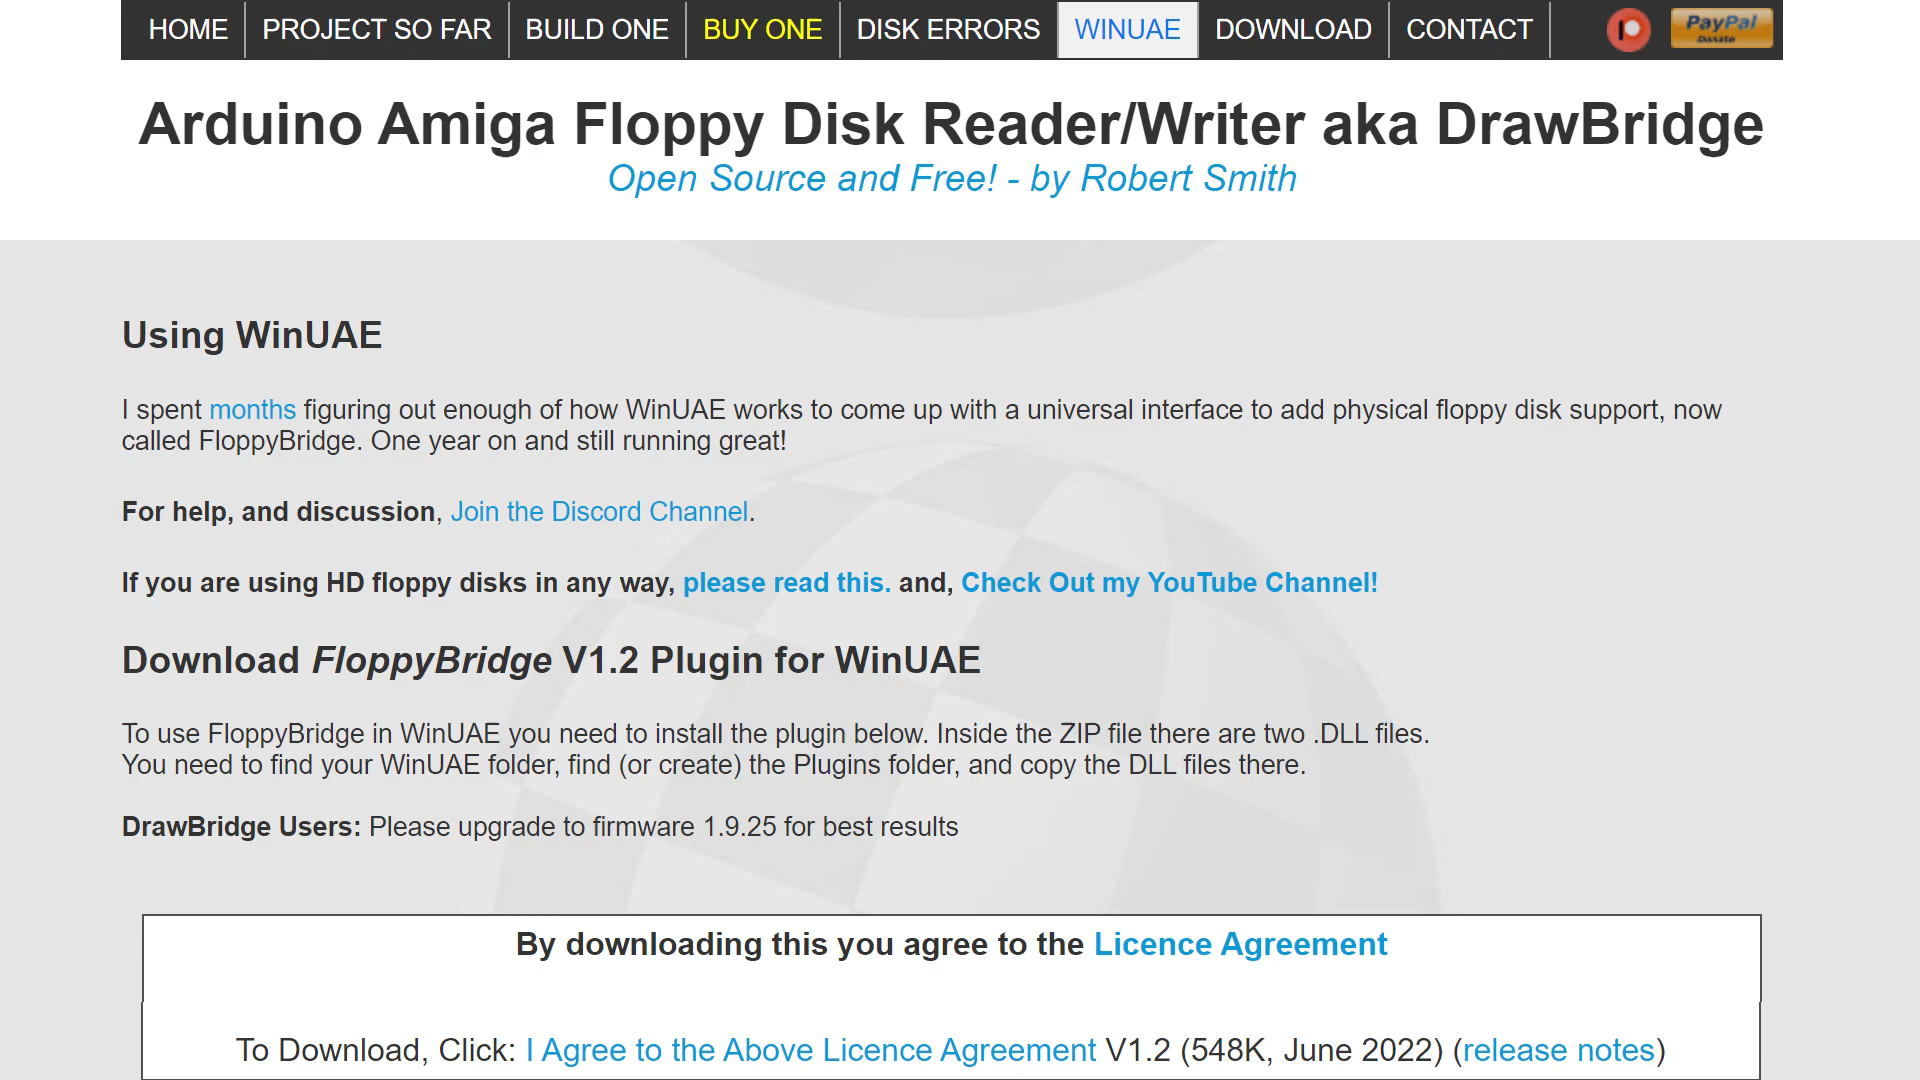 HOME PROJECT SO FAR BUILD ONE BUY ONE DISK ERRORS WINUAE DOWNLOAD CONTACT PayPal Donate
Arduino Amiga Floppy Disk Reader/Writer aka DrawBridge
Open Source and Free! - by Robert Smith
Using WinUAE
I spent months figuring out enough of how WinUAE works to come up with a universal interface to add physical floppy disk support, now
called FloppyBridge. One year on and still running great!
For help, and discussion, Join the Discord Channel.
If you are using HD floppy disks in any way, please read this. and, Check Out my YouTube Channel!
Download FloppyBridge V1.2 Plugin for WinUAE
To use FloppyBridge in WinUAE you need to install the plugin below. Inside the ZIP file there are two .DLL files.
You need to find your WinUAE folder, find (or create) the Plugins folder, and copy the DLL files there.
DrawBridge Users: Please upgrade to firmware 1.9.25 for best results
By downloading this you agree to the Licence Agreement
To Download, Click: I Agree to the Above Licence Agreement V1.2 (548K, June 2022) (release notes)